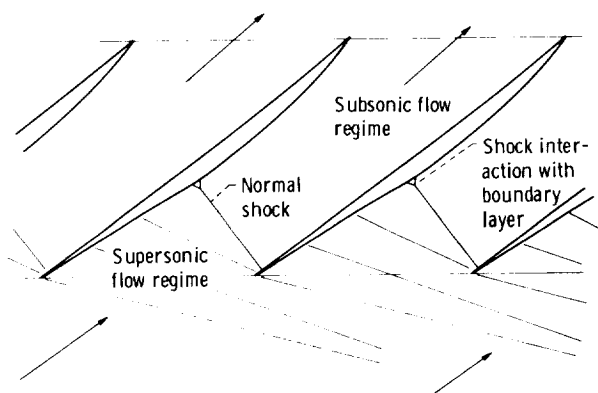 Subsonic flow
regime
Shock inter-
action with
boundary
layer
Normal
shock
Supersonic
flow regime